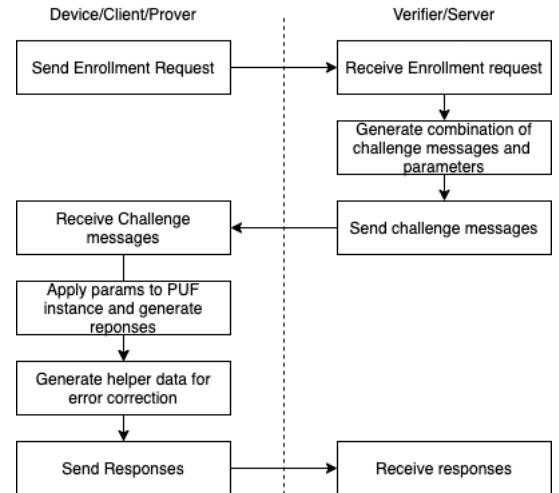 Device/Client/Prover
Verifier/Server
Send Enrollment Request
Receive Enrollment request
Generate combination of
challenge messages and
parameters
Receive Challenge
messages
Send challenge messages
Apply params to PUF
instance and generate
reponses
Generate helper data for
error correction
Send Responses
Receive responses